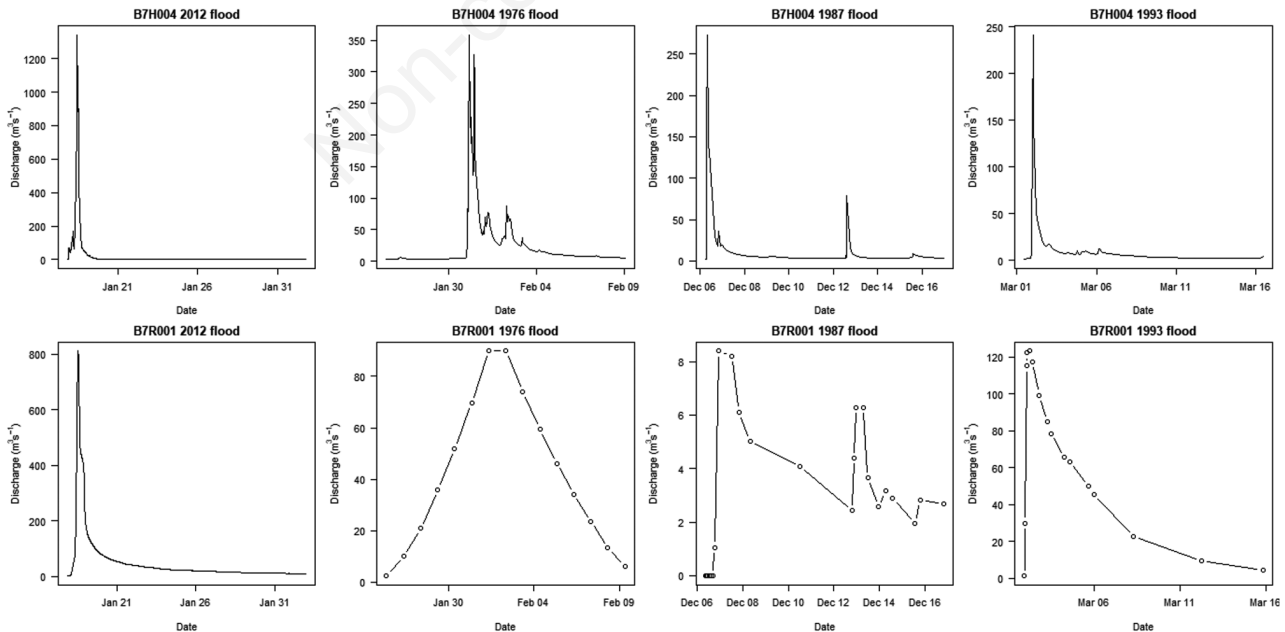 B7H004 2012 flood
1200
1000
800
600
400
200
0
Discharge (m³s⁻¹)
Jan 21
Jan 26
Jan 31
Date
B7H004 1976 flood
350
300
250
200
150
100
50
0
Discharge (m³s⁻¹)
Jan 30
Feb 04
Feb 09
Date
B7H004 1987 flood
250
200
150
100
50
0
Discharge (m³s⁻¹)
Dec 06
Dec 08
Dec 10
Dec 12
Dec 14
Dec 16
Date
B7H004 1993 flood
250
200
150
100
50
0
Discharge (m³s⁻¹)
Mar 01
Mar 06
Mar 11
Mar 16
Date
B7R001 2012 flood
800
600
400
200
0
Discharge (m³s⁻¹)
Jan 21
Jan 26
Jan 31
Date
B7R001 1976 flood
80
60
40
20
0
Discharge (m³s⁻¹)
Jan 30
Feb 04
Feb 09
Date
B7R001 1987 flood
8
6
4
2
0
Discharge (m³s⁻¹)
Dec 06
Dec 08
Dec 10
Dec 12
Dec 14
Dec 16
Date
B7R001 1993 flood
120
100
80
60
40
20
0
Discharge (m³s⁻¹)
Mar 06
Mar 11
Mar 16
Date